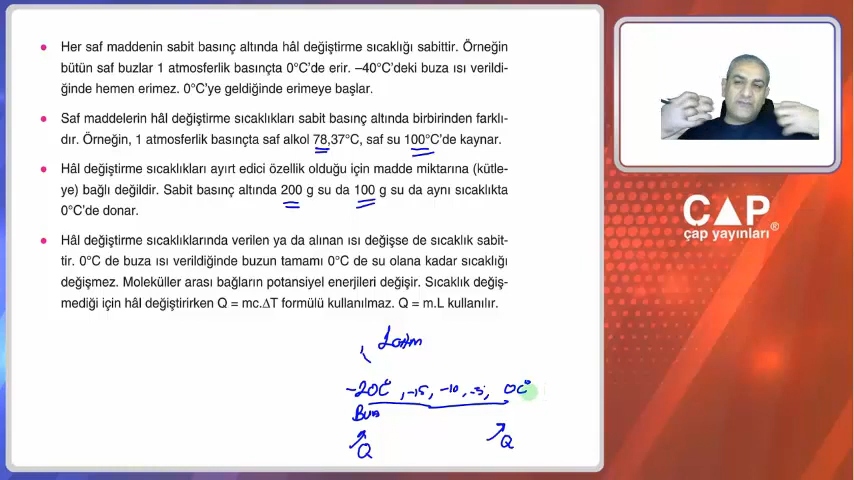 • Her saf maddenin sabit basınç altında hâl değiştirme sıcaklığı sabittir. Örneğin
bütün saf buzlar 1 atmosferlik basınçta 0°C'de erir. –40°C'deki buza ısı verildi-
ğinde hemen erimez. 0°C'ye geldiğinde erimeye başlar.
• Saf maddelerin hâl değiştirme sıcaklıkları sabit basınç altında birbirinden farklı-
dır. Örneğin, 1 atmosferlik basınçta saf alkol 78,37°C, saf su 100°C'de kaynar.
• Hâl değiştirme sıcaklıkları ayırt edici özellik olduğu için madde miktarına (kütle-
ye) bağlı değildir. Sabit basınç altında 200 g su da 100 g su da aynı sıcaklıkta
0°C'de donar.
• Hâl değiştirme sıcaklıklarında verilen ya da alınan ısı değişse de sıcaklık sabit-
tir. 0°C de buza ısı verildiğinde buzun tamamı 0°C de su olana kadar sıcaklığı
değişmez. Moleküller arası bağların potansiyel enerjileri değişir. Sıcaklık değiş-
mediği için hâl değiştirirken Q = mc.ΔT formülü kullanılmaz. Q = m.L kullanılır.
1 atm
-20C°, -15, -10, -5, 0C°
Buz
Q Q
ÇAP
çap yayınları®